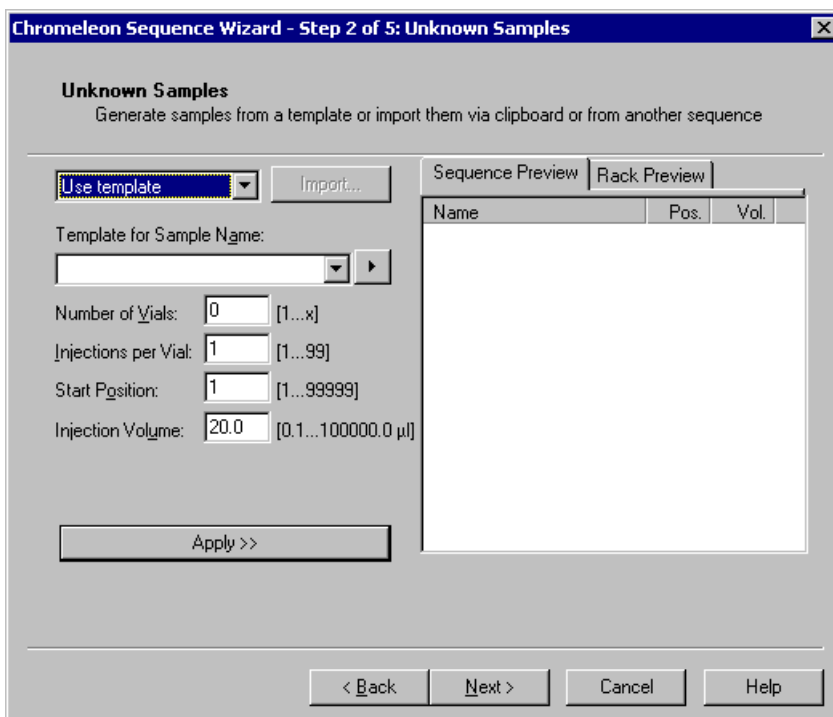 Chromeleon Sequence Wizard - Step 2 of 5: Unknown Samples
Unknown Samples
Generate samples from a template or import them via clipboard or from another sequence
Use template
Import...
Template for Sample Name:
Number of Vials: 0 [1...x]
Injections per Vial: 1 [1...99]
Start Position: 1 [1...99999]
Injection Volume: 20.0 [0.1...100000.0 µl]
Apply >>
Sequence Preview Rack Preview
Name Pos. Vol.
< Back Next > Cancel Help